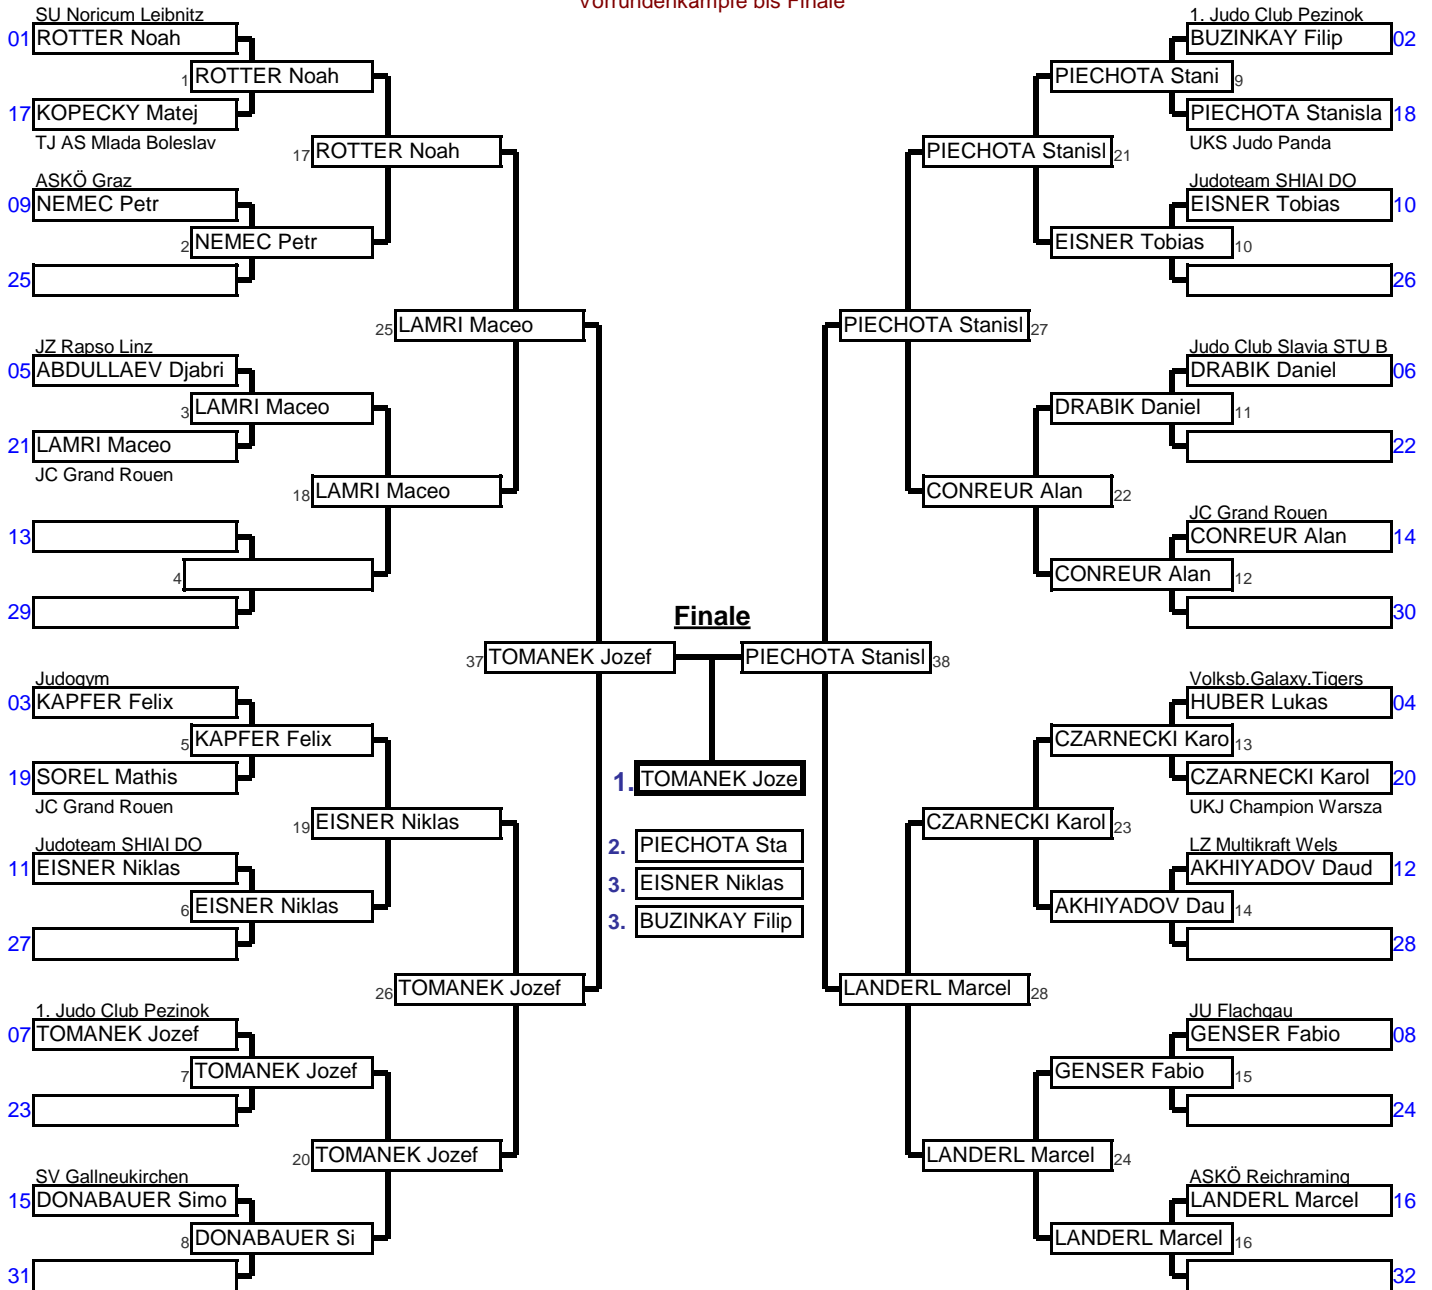 Vorrundenkämpfe bis Finale
SU Noricum Leibnitz
01 ROTTER Noah
1 ROTTER Noah
17 KOPECKY Matej
TJ AS Mlada Boleslav
17 ROTTER Noah
ASKÖ Graz
09 NEMEC Petr
2 NEMEC Petr
25
25 LAMRI Maceo
JZ Rapso Linz
05 ABDULLAEV Djabri
3 LAMRI Maceo
21 LAMRI Maceo
JC Grand Rouen
18 LAMRI Maceo
13
4
29
37 TOMANEK Jozef
Judogym
03 KAPFER Felix
5 KAPFER Felix
19 SOREL Mathis
JC Grand Rouen
19 EISNER Niklas
Judoteam SHIAI DO
11 EISNER Niklas
6 EISNER Niklas
27
26 TOMANEK Jozef
1. Judo Club Pezinok
07 TOMANEK Jozef
7 TOMANEK Jozef
23
20 TOMANEK Jozef
SV Gallneukirchen
15 DONABAUER Simo
8 DONABAUER Si
31
Finale
1. TOMANEK Joze
2. PIECHOTA Sta
3. EISNER Niklas
3. BUZINKAY Filip
1. Judo Club Pezinok
BUZINKAY Filip 02
PIECHOTA Stani 9
PIECHOTA Stanisla 18
UKS Judo Panda
PIECHOTA Stanisl 21
Judoteam SHIAI DO
EISNER Tobias 10
EISNER Tobias 10
26
PIECHOTA Stanisl 27
Judo Club Slavia STU B
DRABIK Daniel 06
DRABIK Daniel 11
22
CONREUR Alan 22
JC Grand Rouen
CONREUR Alan 14
CONREUR Alan 12
30
PIECHOTA Stanisl 38
Volksb.Galaxy.Tigers
HUBER Lukas 04
CZARNECKI Karo 13
CZARNECKI Karol 20
UKJ Champion Warsza
CZARNECKI Karol 23
LZ Multikraft Wels
AKHIYADOV Daud 12
AKHIYADOV Dau 14
28
LANDERL Marcel 28
JU Flachgau
GENSER Fabio 08
GENSER Fabio 15
24
LANDERL Marcel 24
ASKÖ Reichraming
LANDERL Marcel 16
LANDERL Marcel 16
32